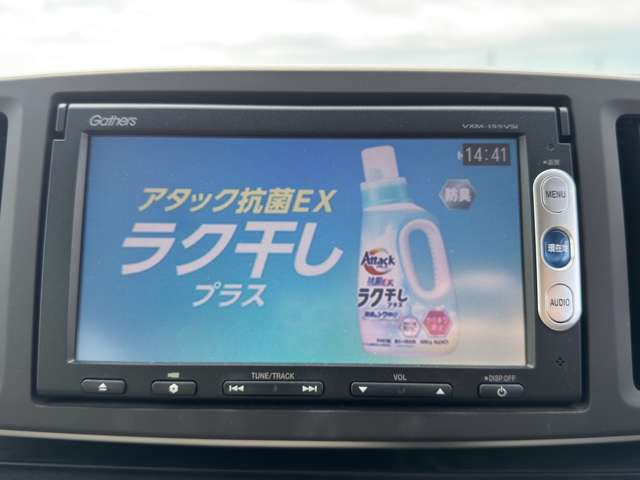 Gathers
VXM-155VSi
14:41
アタック抗菌EX
ラク干し
プラス
防臭
Attack
抗菌EX
ラク干し
プラス
MENU
現在地
AUDIO
TUNE/TRACK
VOL
DISP.OFF